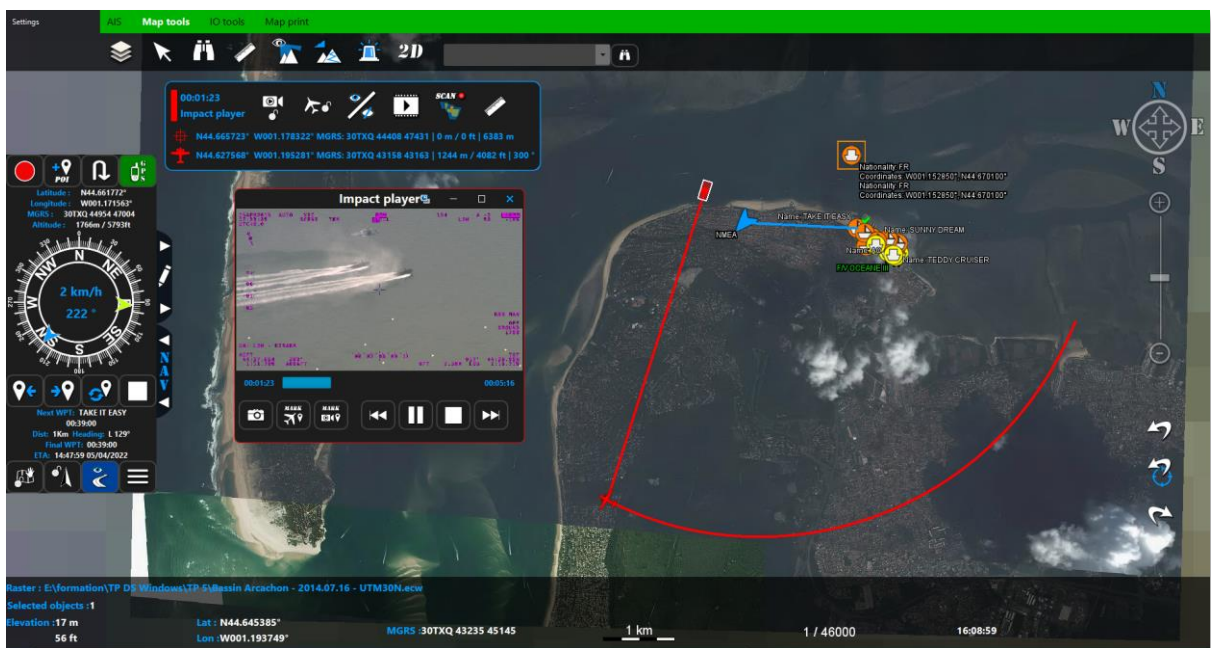 Settings
AIS
Map tools
IO tools
Map print
2D
00:01:23
Impact player
SCAN
N44.665723° W001.178322° MGRS: 30TXQ 44408 47431 | 0 m / 0 ft | 6383 m
N44.627568° W001.195281° MGRS: 30TXQ 43158 43163 | 1244 m / 4082 ft | 300 °
N
W
E
S
POI
GPS
Latitude : N44.661772°
Longitude : W001.171563°
MGRS : 30TXQ 44954 47004
Altitude : 1766m / 5793ft
N
NE
E
SE
S
SW
W
NW
2 km/h
222 °
NAV
Next WPT: TAKE IT EASY
00:39:00
Dist: 1Km Heading: L 129°
Final WPT: 00:39:00
ETA: 14:47:59 05/04/2022
Impact player
00:01:23
00:05:16
MARK
MARK
Nationality FR
Coordinates W001.152850°, N44.670100°
Nationality FR
Coordinates W001.152850°, N44.670100°
NMEA
Name-TAKE IT EASY
Name-SUNNY DREAM
Name-TEDDY CRUISER
F/V OCEANE III
Raster : E:\formation\TP DS Windows\TP 5\Bassin Arcachon - 2014.07.16 - UTM30N.ecw
Selected objects :1
Elevation :17 m
56 ft
Lat : N44.645385°
Lon :W001.193749°
MGRS :30TXQ 43235 45145
1 km
1 / 46000
16:08:59